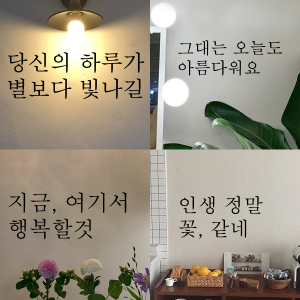 당신의 하루가
별보다 빛나길
그대는 오늘도
아름다워요
지금, 여기서
행복할것
인생 정말
꽃, 같네